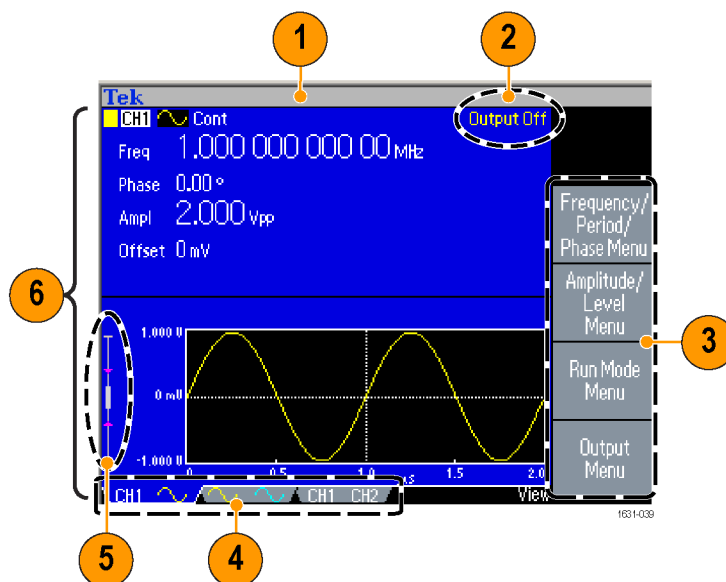 1
2
Tek
CH1 Cont
Output Off
Freq 1.000 000 000 00 MHz
Phase 0.00 °
Ampl 2.000 Vpp
Offset 0 mV
Frequency/
Period/
Phase Menu
Amplitude/
Level
Menu
6
3
1.000 V
Run Mode
Menu
0 mV
Output
Menu
-1.000 V
0 0.5 1.5 2.0
CH1 CH1 CH2 View
1631-039
5
4